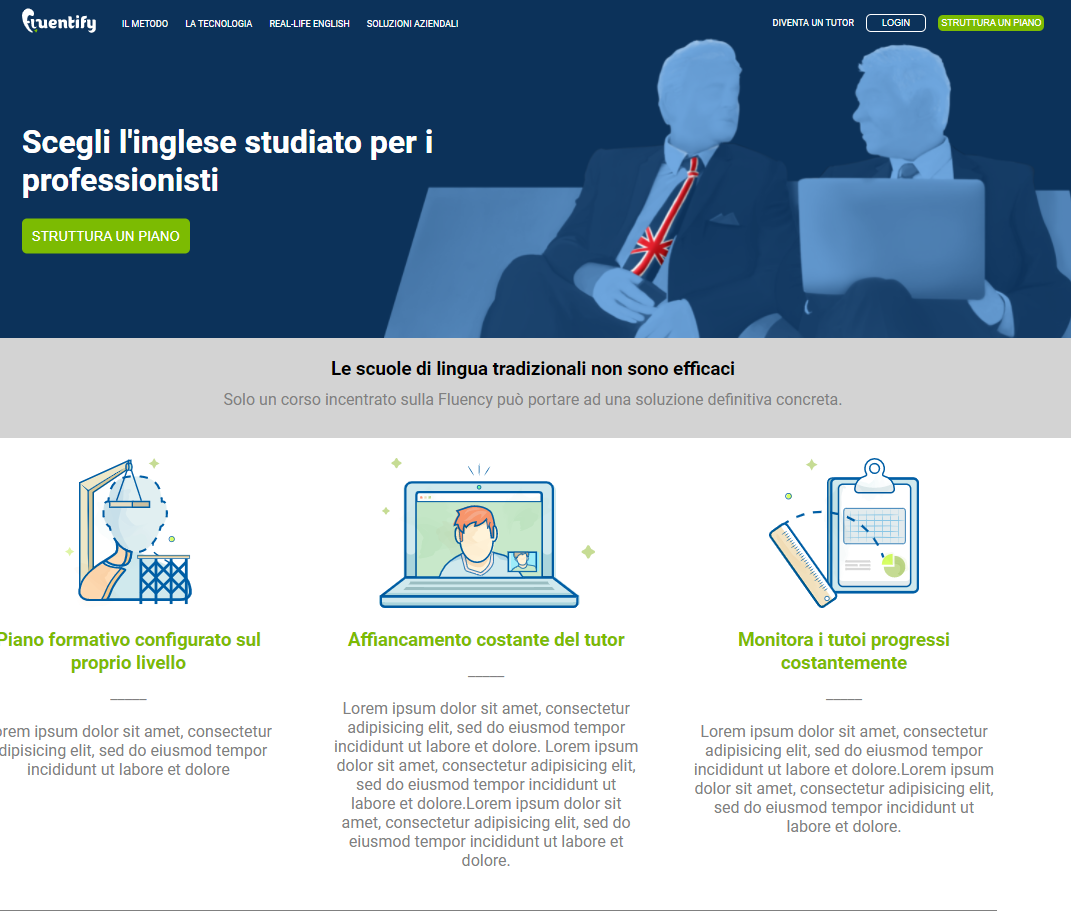 fluentify IL METODO LA TECNOLOGIA REAL-LIFE ENGLISH SOLUZIONI AZIENDALI DIVENTA UN TUTOR LOGIN STRUTTURA UN PIANO
Scegli l'inglese studiato per i
professionisti
STRUTTURA UN PIANO
Le scuole di lingua tradizionali non sono efficaci
Solo un corso incentrato sulla Fluency può portare ad una soluzione definitiva concreta.
Piano formativo configurato sul
proprio livello
orem ipsum dolor sit amet, consectetur
dipisicing elit, sed do eiusmod tempor
incididunt ut labore et dolore
Affiancamento costante del tutor
Lorem ipsum dolor sit amet, consectetur
adipisicing elit, sed do eiusmod tempor
incididunt ut labore et dolore. Lorem ipsum
dolor sit amet, consectetur adipisicing elit,
sed do eiusmod tempor incididunt ut
labore et dolore.Lorem ipsum dolor sit
amet, consectetur adipisicing elit, sed do
eiusmod tempor incididunt ut labore et
dolore.
Monitora i tutoi progressi
costantemente
Lorem ipsum dolor sit amet, consectetur
adipisicing elit, sed do eiusmod tempor
incididunt ut labore et dolore.Lorem ipsum
dolor sit amet, consectetur adipisicing elit,
sed do eiusmod tempor incididunt ut
labore et dolore.